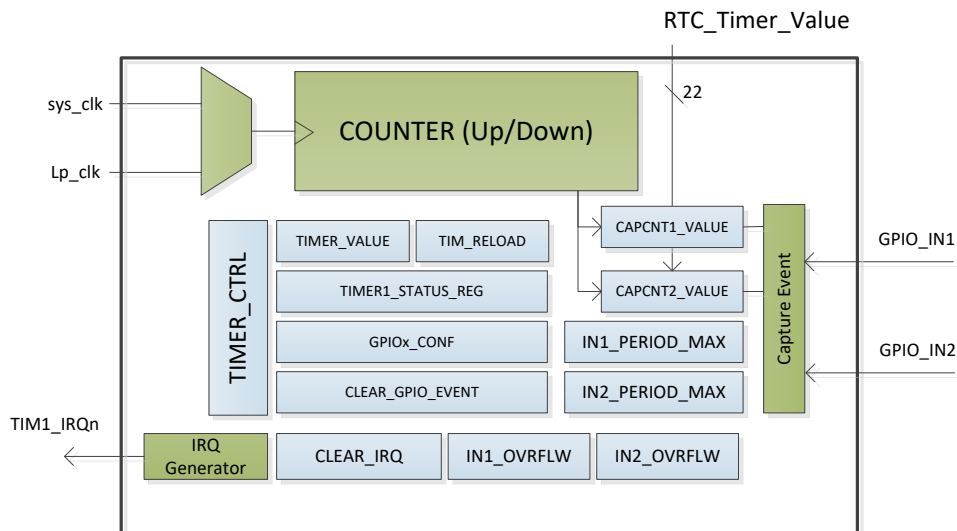 RTC_Timer_Value
22
sys_clk
COUNTER (Up/Down)
Lp_clk
CAPCNT1_VALUE
TIMER_VALUE
TIM_RELOAD
GPIO_IN1
CAPCNT2_VALUE
TIMER1_STATUS_REG
TIMER_CTRL
Capture Event
GPIOx_CONF
IN1_PERIOD_MAX
GPIO_IN2
CLEAR_GPIO_EVENT
IN2_PERIOD_MAX
TIM1_IRQn
IRQ
Generator
CLEAR_IRQ
IN1_OVRFLW
IN2_OVRFLW